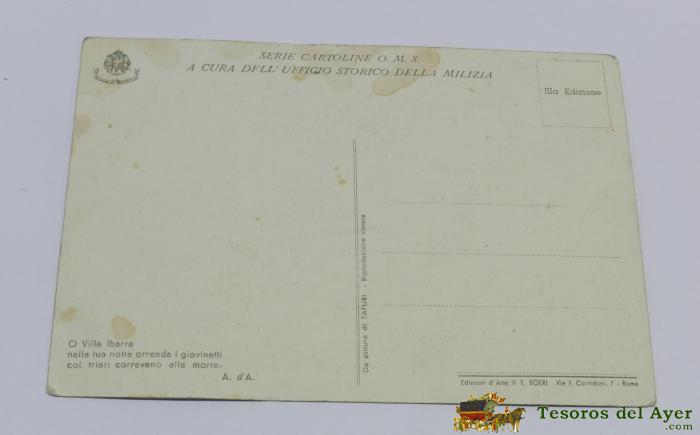 SERIE CARTOLINE O. M. S
A CURA DELL'UFFICIO STORICO DELLA MILIZIA
IIIa Edizione
O Villa Ibarra
nella tua notte orrenda i giovinetti
coi triari correvano alla morte.
A. d'A.
Da pittura di TAFURI - Riproduzione vietata
Edizioni d'Arte V. E. BOERI - Via F. Corridoni, 7 - Roma
Tesoros del Ayer
.com